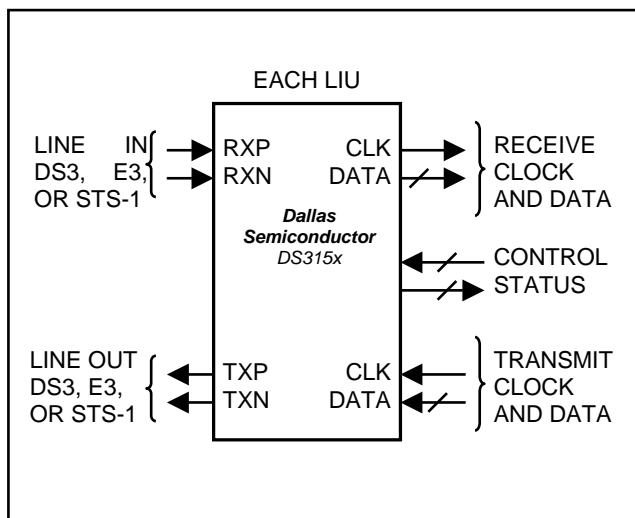 EACH LIU
LINE IN
DS3, E3,
OR STS-1
RXP
RXN
CLK
DATA
RECEIVE
CLOCK
AND DATA
Dallas
Semiconductor
DS315x
CONTROL
STATUS
LINE OUT
DS3, E3,
OR STS-1
TXP
TXN
CLK
DATA
TRANSMIT
CLOCK
AND DATA